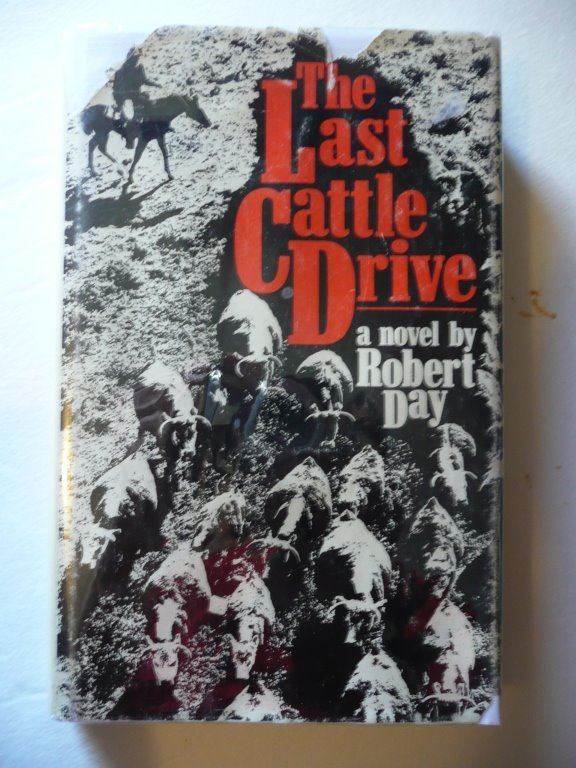 The
Last
Cattle
Drive
a novel by
Robert
Day